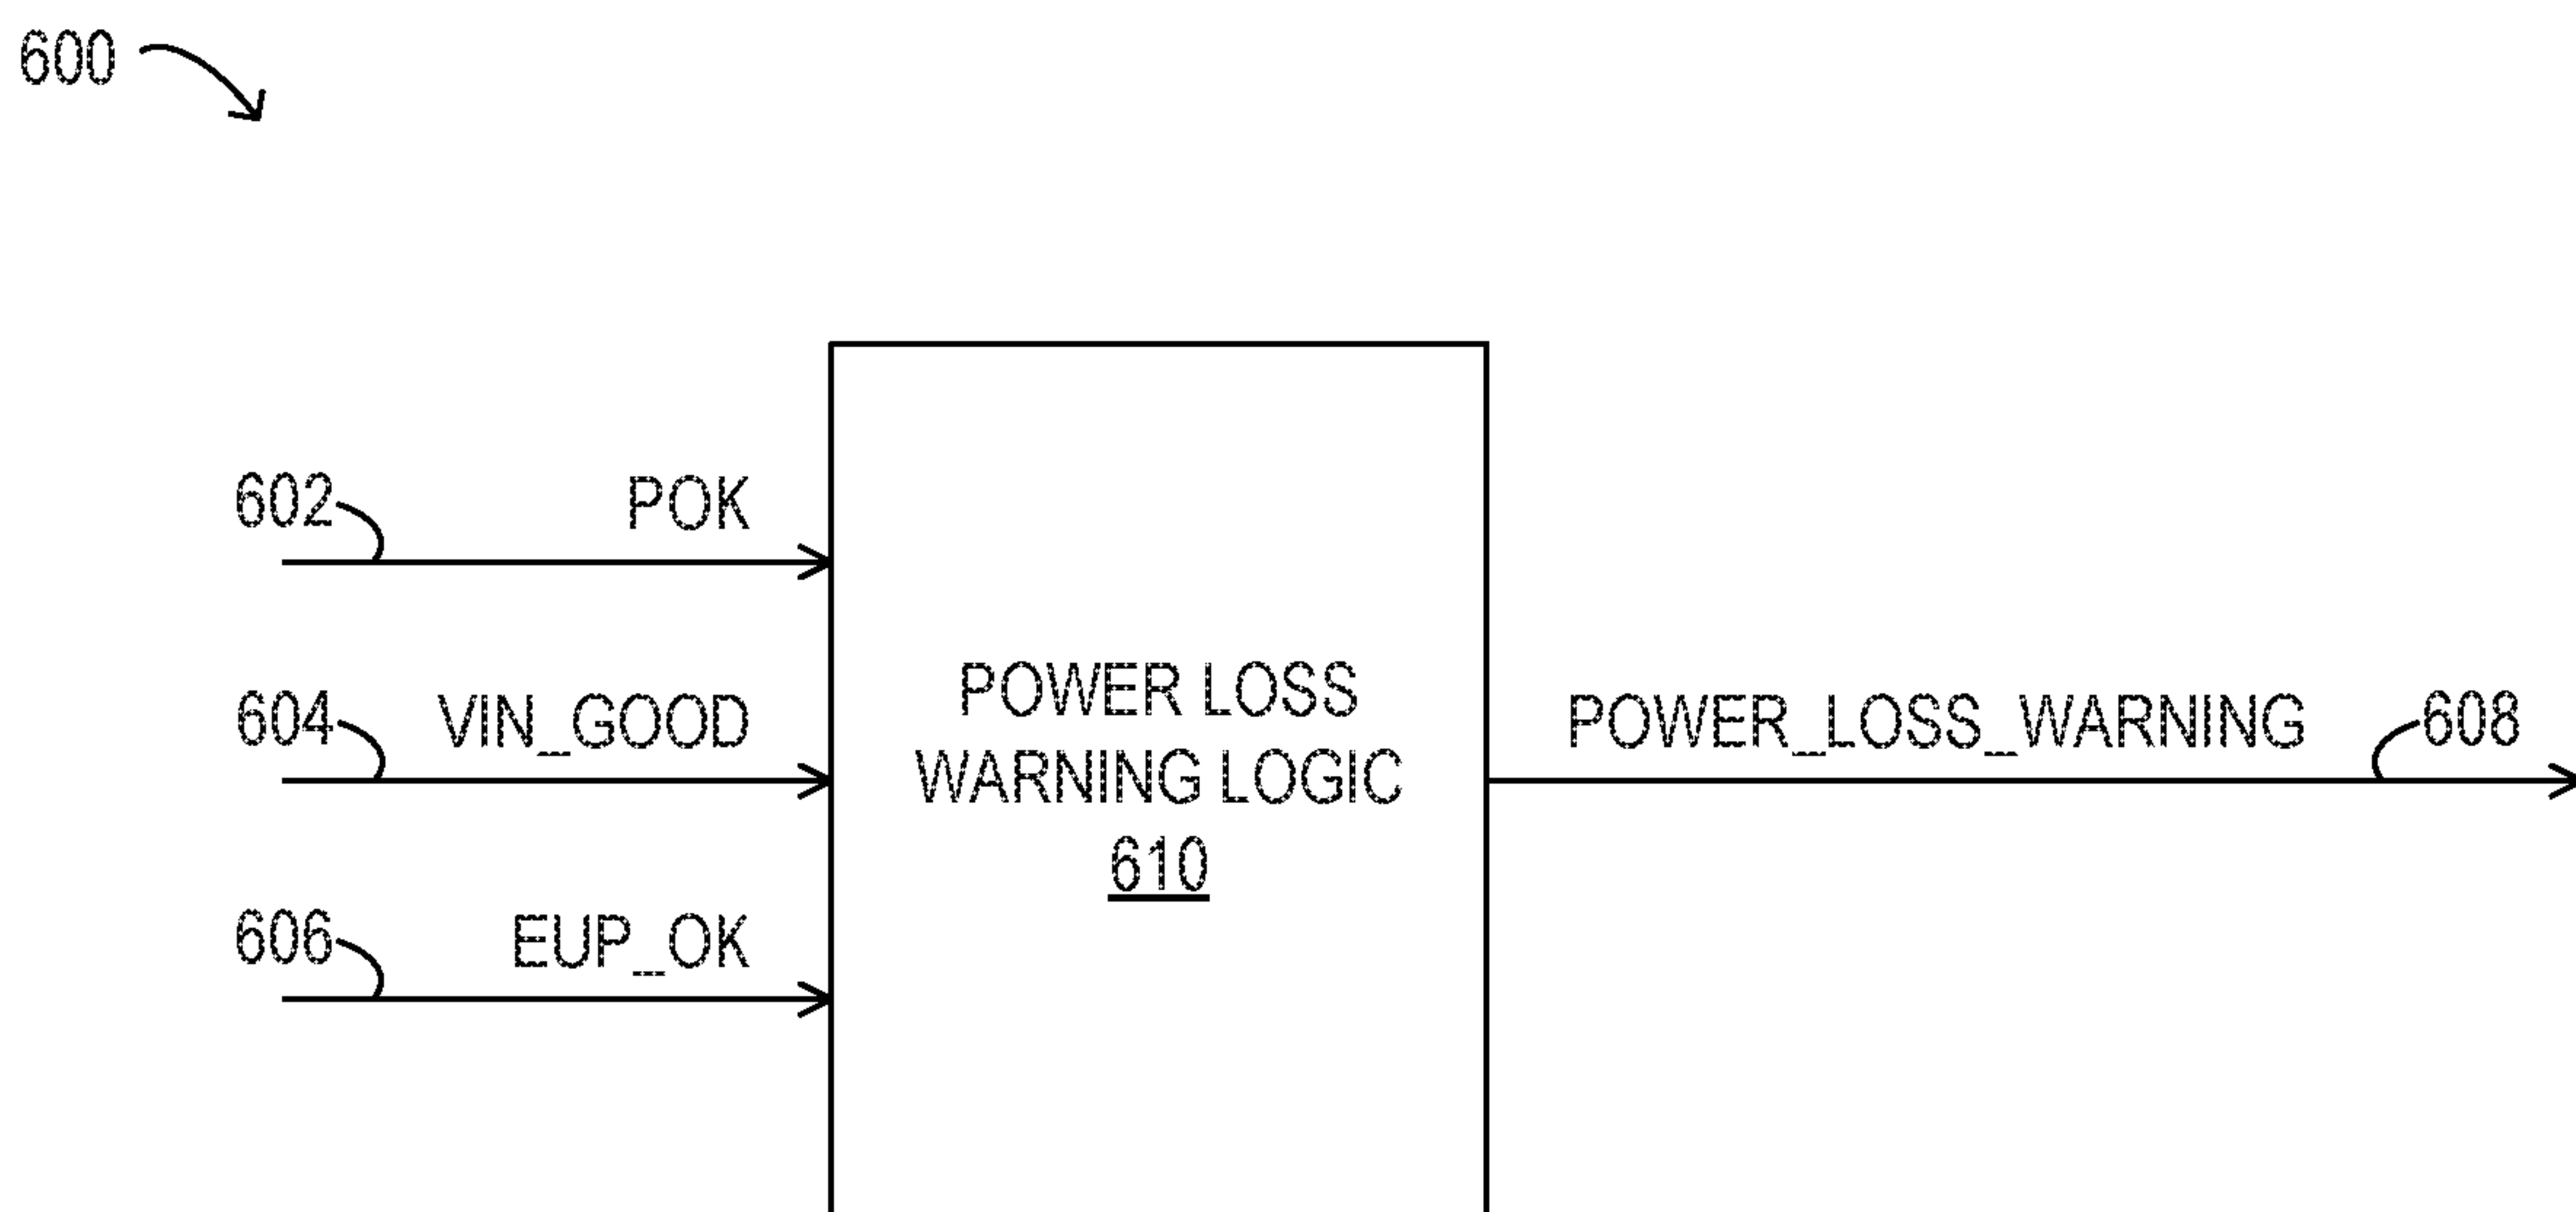 600
602 POK
604 VIN_GOOD
606 EUP_OK
POWER LOSS
WARNING LOGIC
610
POWER_LOSS_WARNING 608